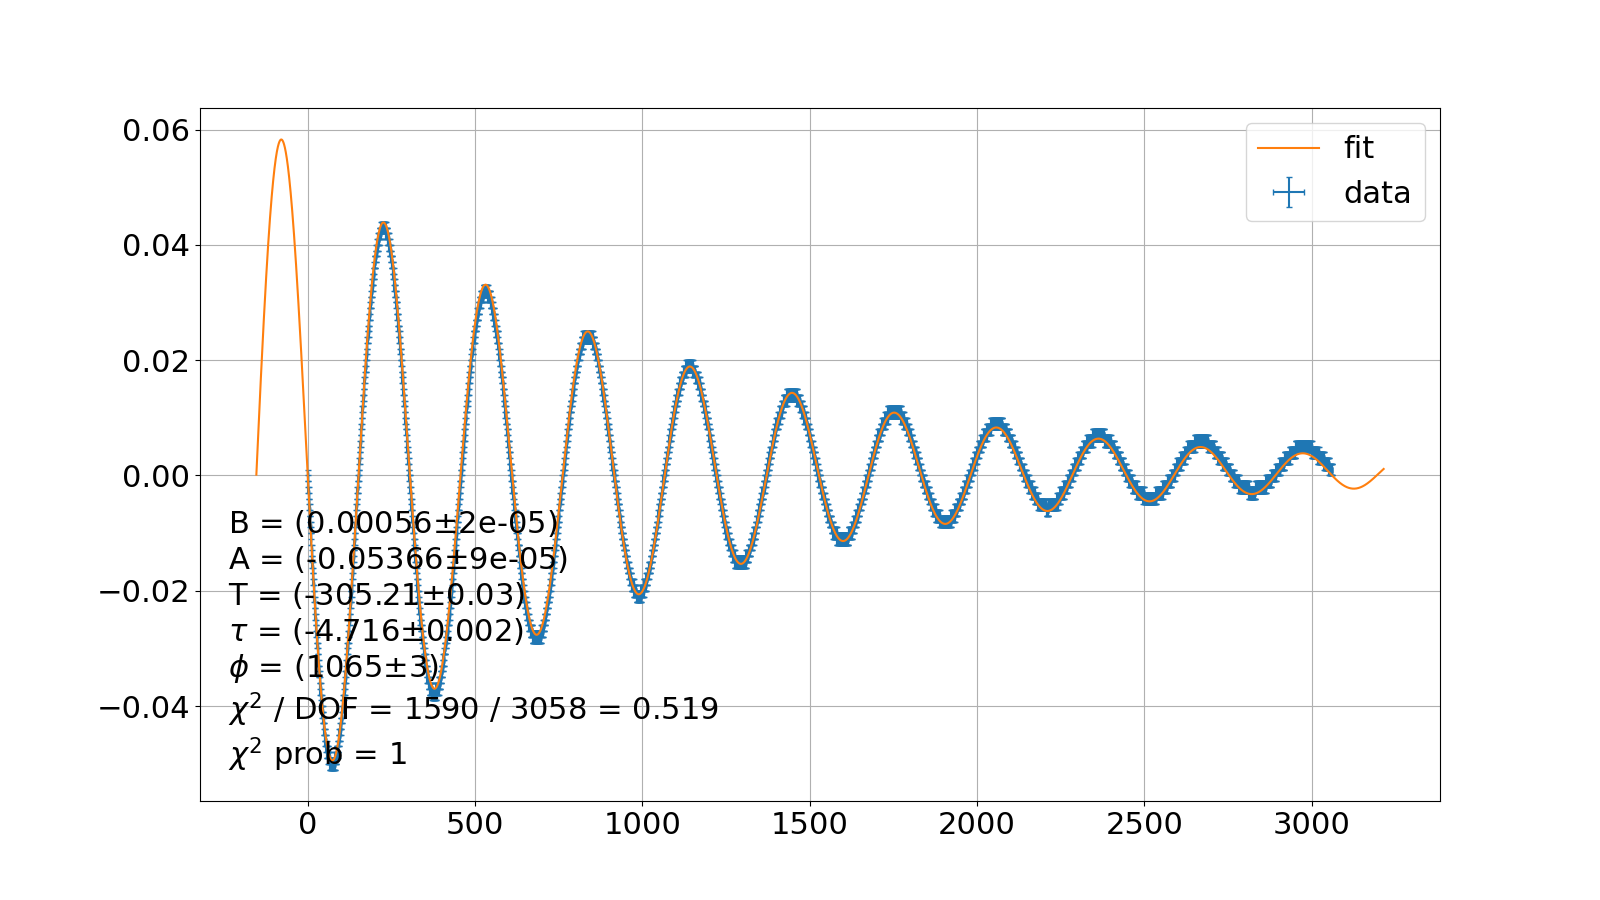 0.06
0.04
0.02
0.00
−0.02
−0.04
fit
data
B = (0.00056±2e-05)
A = (-0.05366±9e-05)
T = (-305.21±0.03)
τ = (-4.716±0.002)
ϕ = (1065±3)
χ² / DOF = 1590 / 3058 = 0.519
χ² prob = 1
0 500 1000 1500 2000 2500 3000